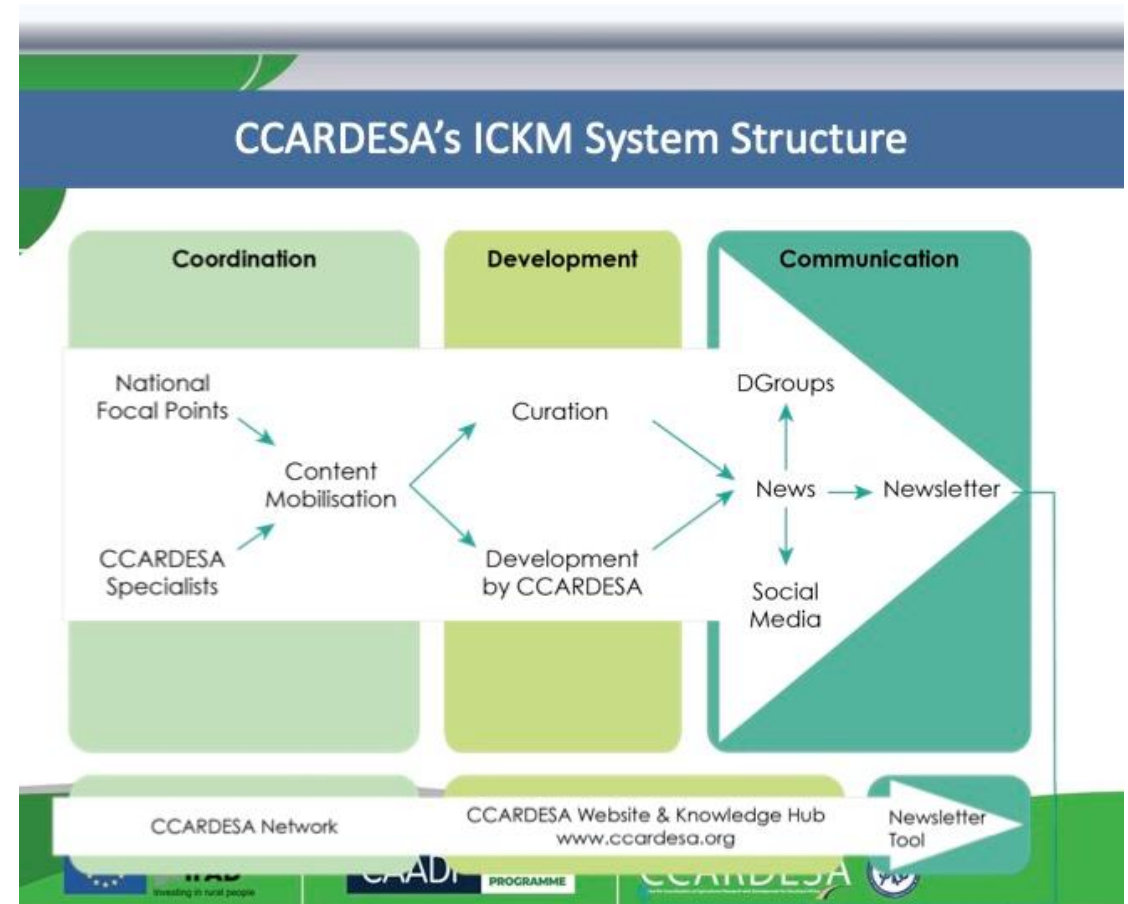 CCARDESA's ICKM System Structure
Coordination
Development
Communication
National
Focal Points
Content
Mobilisation
CCARDESA
Specialists
Curation
Development
by CCARDESA
DGroups
News
Newsletter
Social
Media
CCARDESA Network
CCARDESA Website & Knowledge Hub
www.ccardesa.org
Newsletter
Tool
Investing in rural people
PROGRAMME
CCARDESA